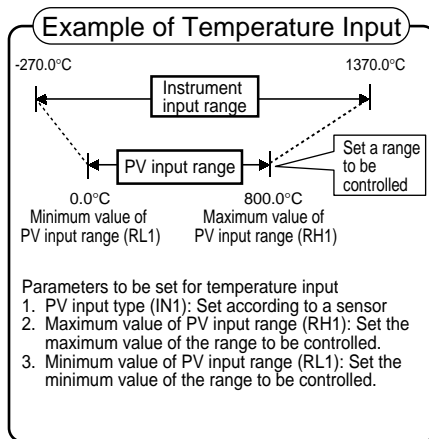 Example of Temperature Input
-270.0°C 1370.0°C
Instrument
input range
PV input range
Set a range
to be
controlled
0.0°C 800.0°C
Minimum value of Maximum value of
PV input range (RL1) PV input range (RH1)
Parameters to be set for temperature input
1. PV input type (IN1): Set according to a sensor
2. Maximum value of PV input range (RH1): Set the
maximum value of the range to be controlled.
3. Minimum value of PV input range (RL1): Set the
minimum value of the range to be controlled.